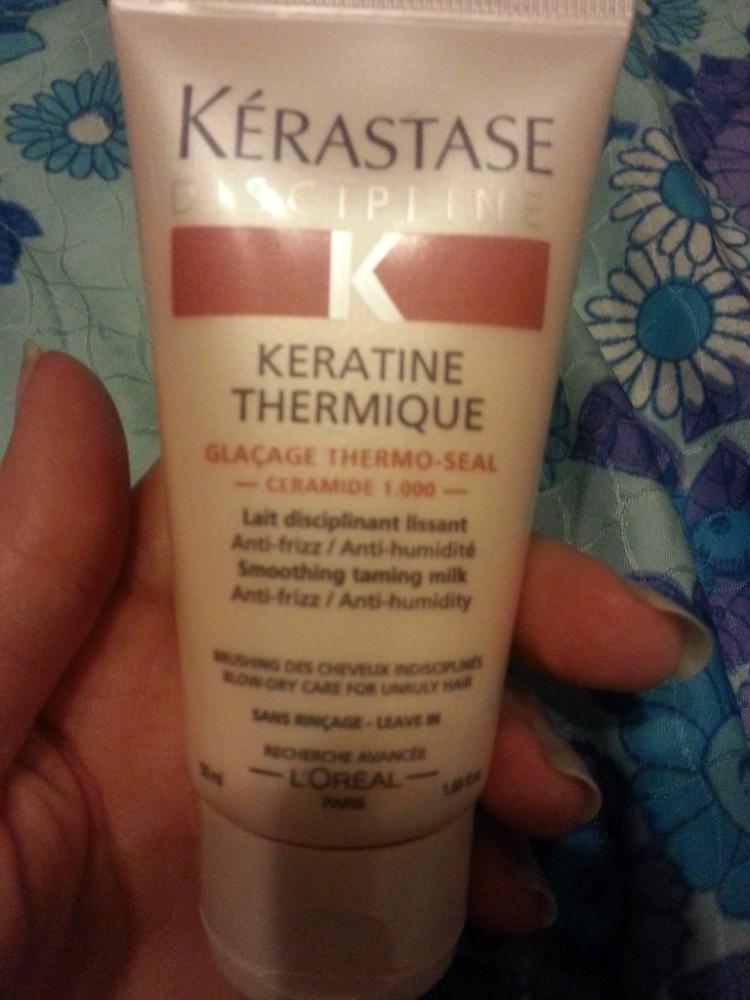 KÉRASTASE
DISCIPLINE
K
KERATINE
THERMIQUE
GLAÇAGE THERMO-SEAL
— CERAMIDE 1.000 —
Lait disciplinant lissant
Anti-frizz / Anti-humidité
Smoothing taming milk
Anti-frizz / Anti-humidity
BRUSHING DES CHEVEUX INDISCIPLINÉS
BLOW-DRY CARE FOR UNRULY HAIR
SANS RINÇAGE - LEAVE IN
RECHERCHE AVANCÉE
— L'ORÉAL —
PARIS